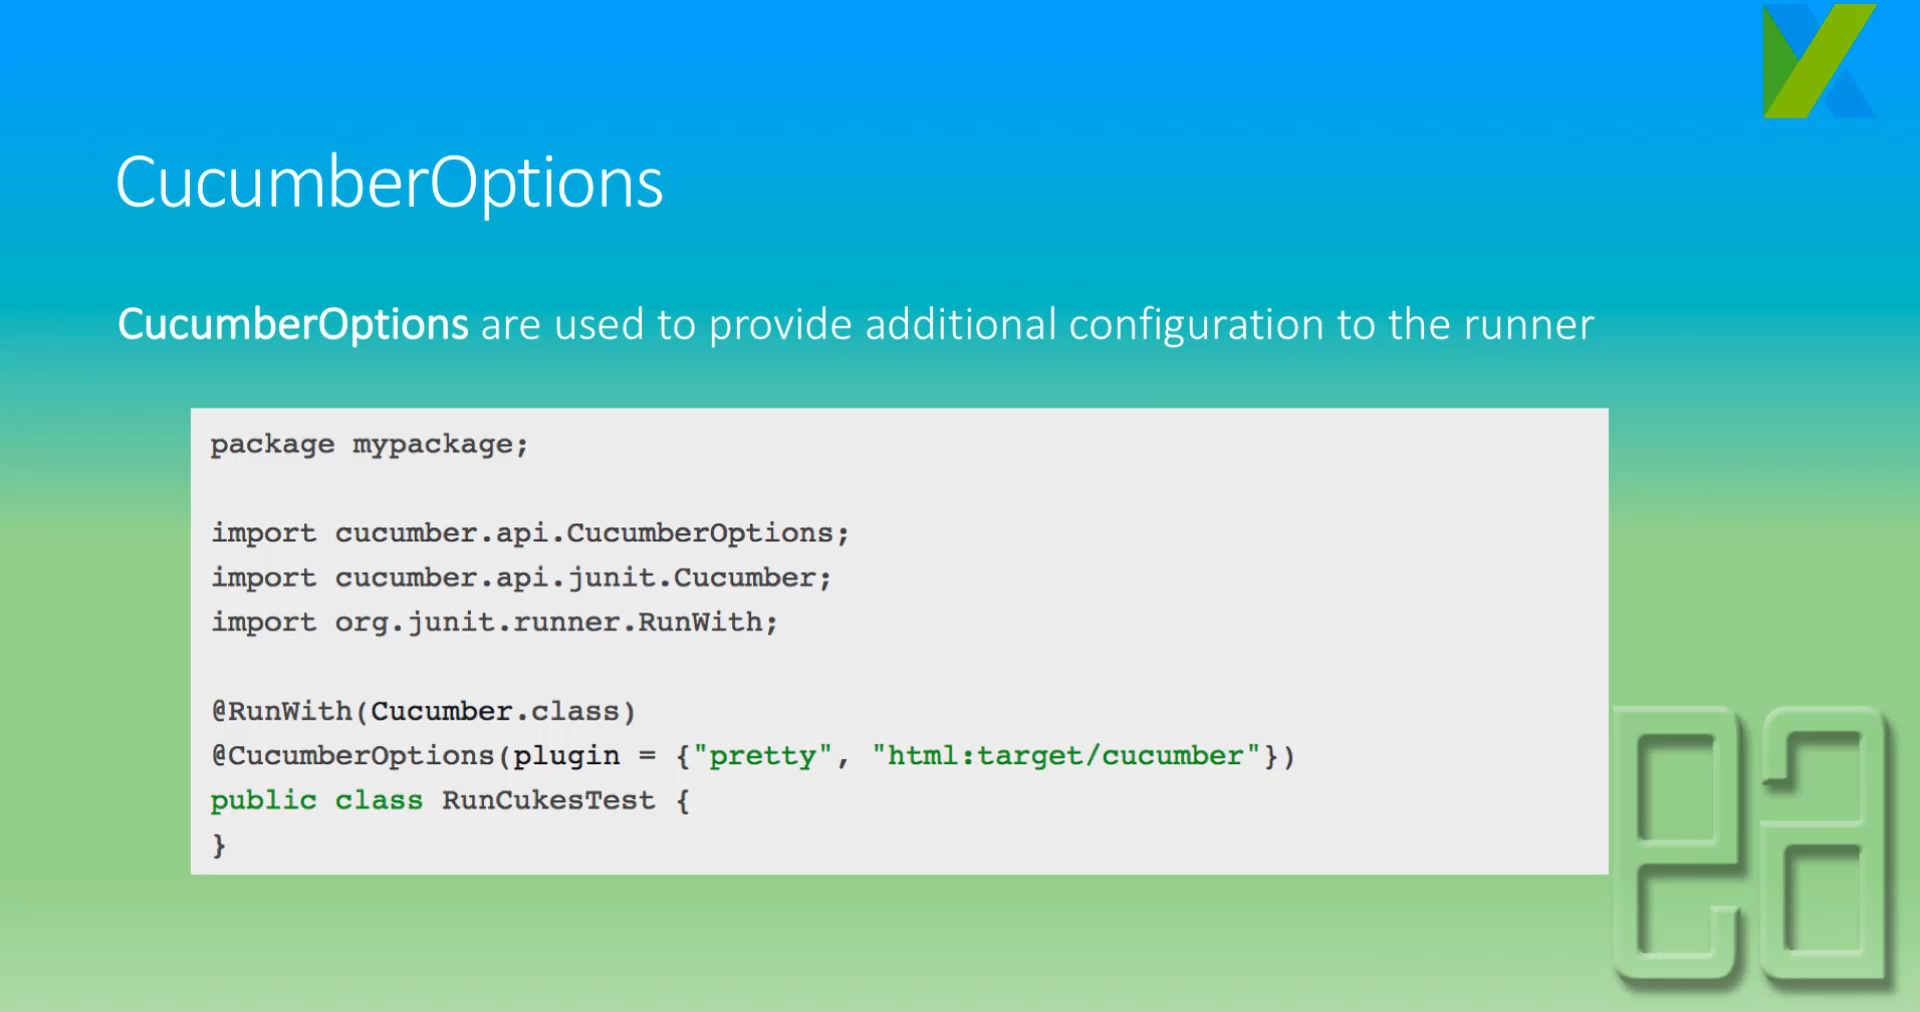 CucumberOptions
CucumberOptions are used to provide additional configuration to the runner
package mypackage;
import cucumber.api.CucumberOptions;
import cucumber.api.junit.Cucumber;
import org.junit.runner.RunWith;
@RunWith(Cucumber.class)
@CucumberOptions(plugin = {"pretty", "html:target/cucumber"})
public class RunCukesTest {
}
ea